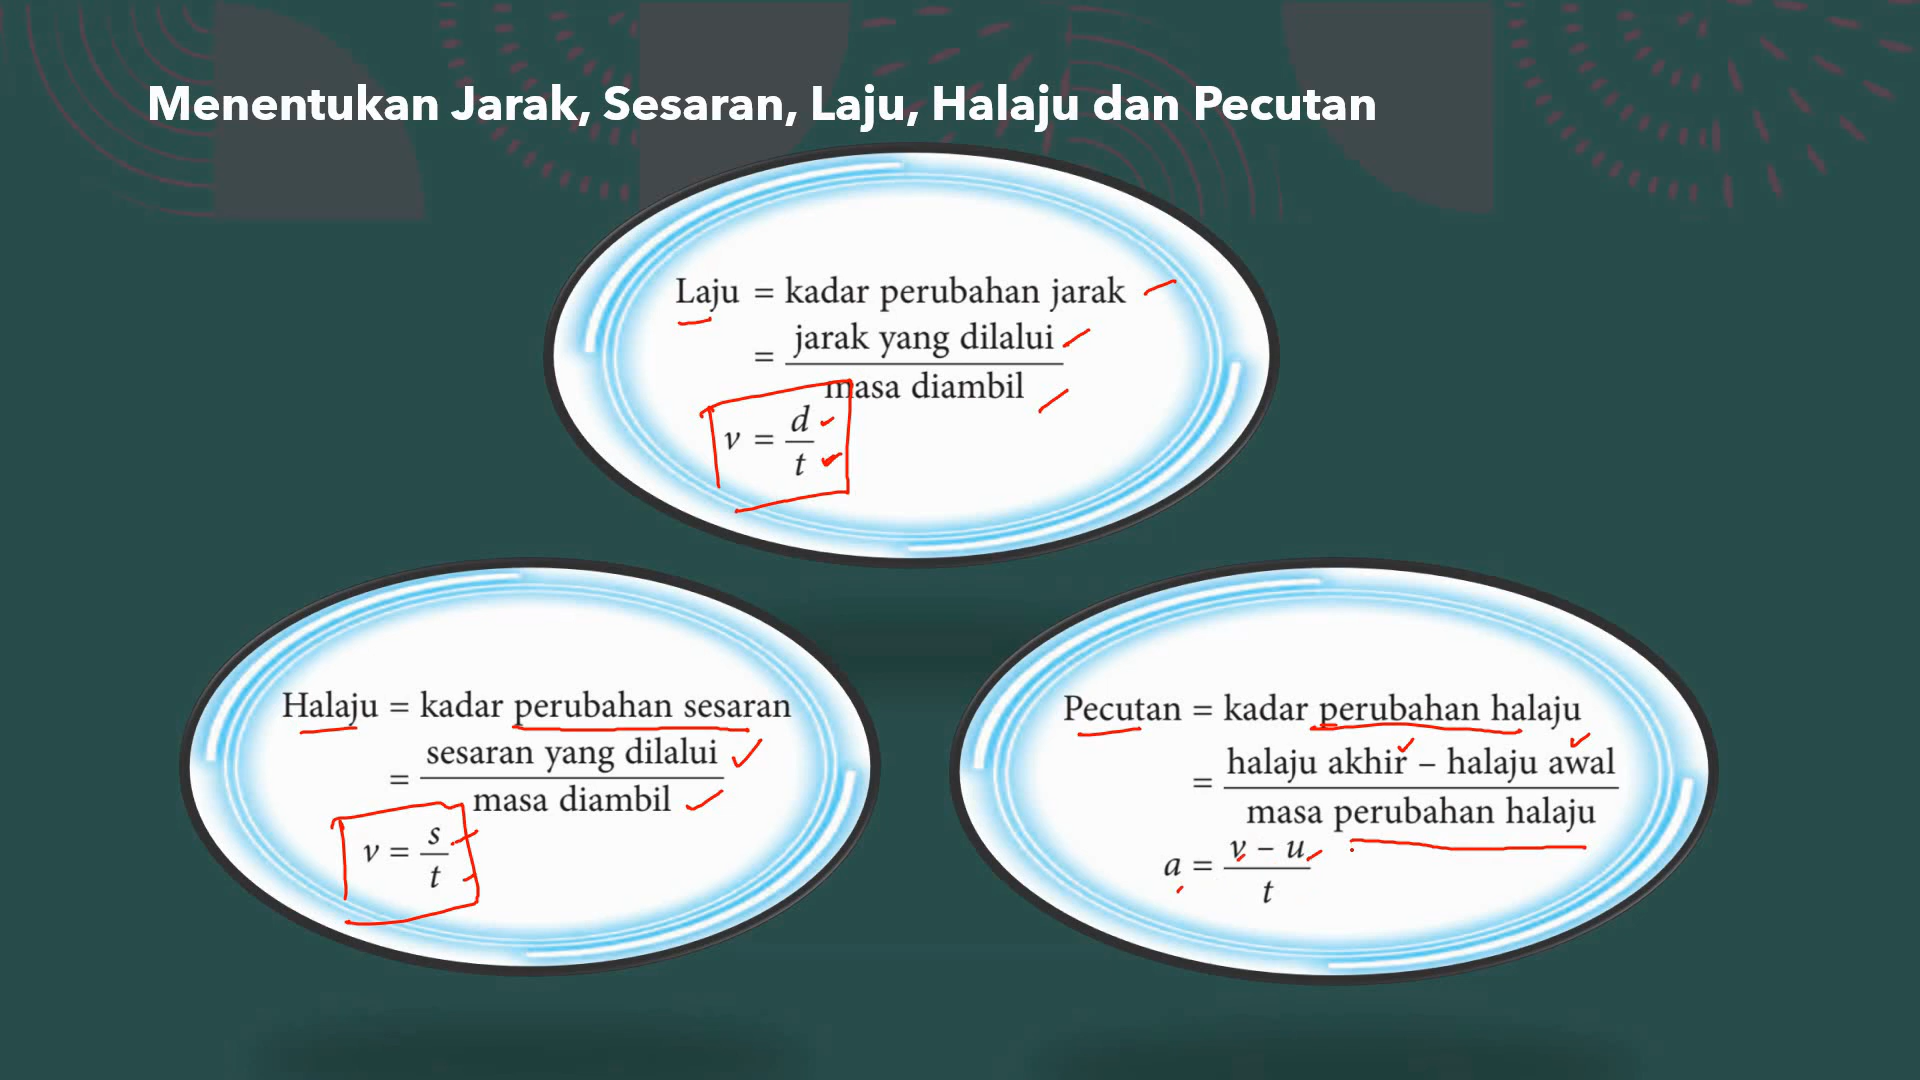 Menentukan Jarak, Sesaran, Laju, Halaju dan Pecutan
Laju = kadar perubahan jarak
= jarak yang dilalui
masa diambil
v = d
t
Halaju = kadar perubahan sesaran
= sesaran yang dilalui
masa diambil
v = s
t
Pecutan = kadar perubahan halaju
= halaju akhir – halaju awal
masa perubahan halaju
a = v – u
t